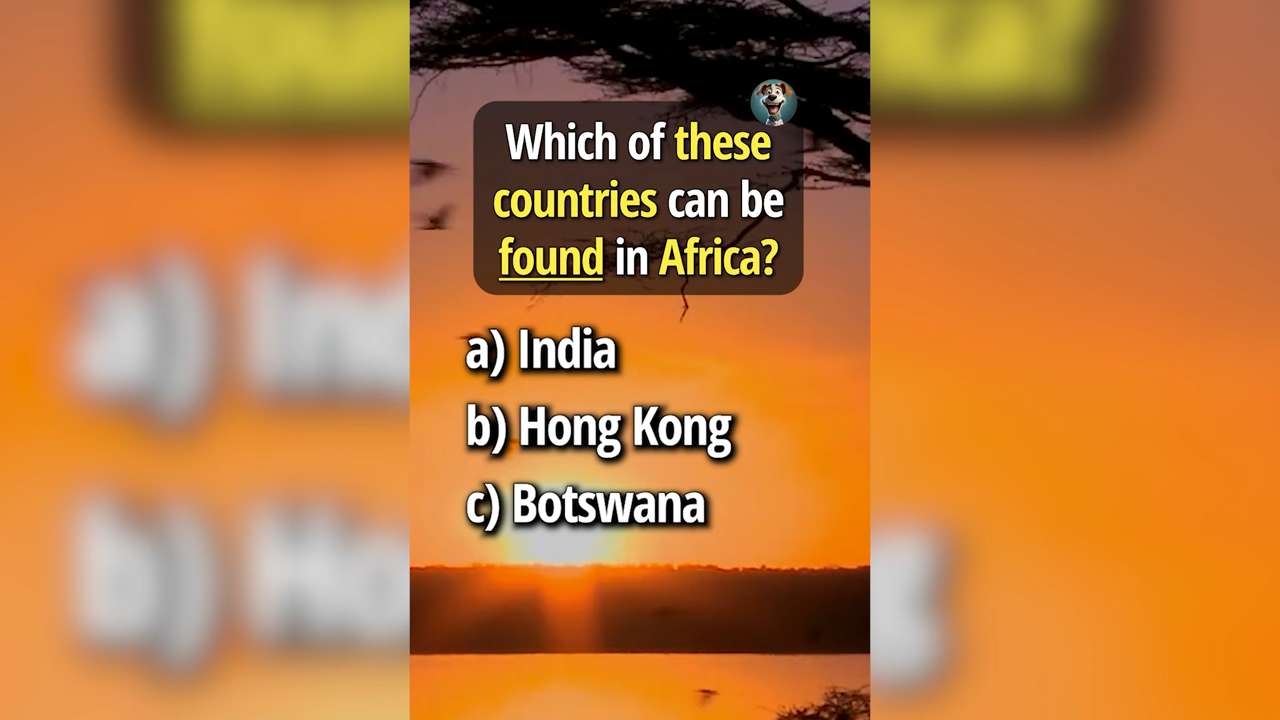 Which of these
countries can be
found in Africa?
a) India
b) Hong Kong
c) Botswana